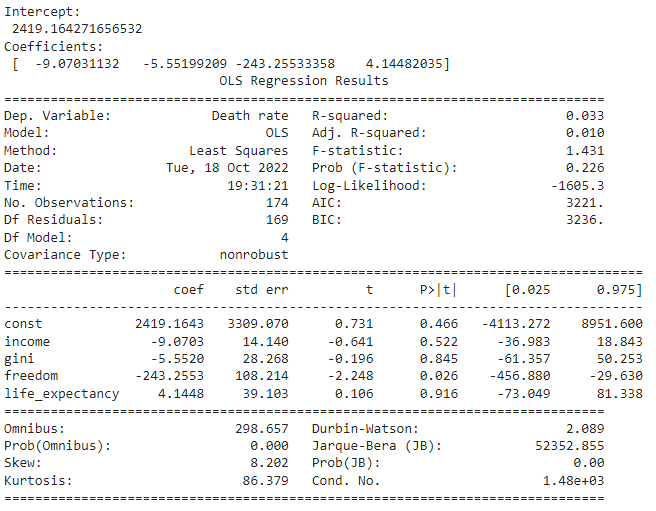 Intercept:
2419.164271656532
Coefficients:
[  -9.07031132   -5.55199209 -243.25533358    4.14482035]
OLS Regression Results
==============================================================================
Dep. Variable: Death rate R-squared: 0.033
Model: OLS Adj. R-squared: 0.010
Method: Least Squares F-statistic: 1.431
Date: Tue, 18 Oct 2022 Prob (F-statistic): 0.226
Time: 19:31:21 Log-Likelihood: -1605.3
No. Observations: 174 AIC: 3221.
Df Residuals: 169 BIC: 3236.
Df Model: 4
Covariance Type: nonrobust
===================================================================================
coef std err t P>|t| [0.025 0.975]
-----------------------------------------------------------------------------------
const 2419.1643 3309.070 0.731 0.466 -4113.272 8951.600
income -9.0703 14.140 -0.641 0.522 -36.983 18.843
gini -5.5520 28.268 -0.196 0.845 -61.357 50.253
freedom -243.2553 108.214 -2.248 0.026 -456.880 -29.630
life_expectancy 4.1448 39.103 0.106 0.916 -73.049 81.338
==============================================================================
Omnibus: 298.657 Durbin-Watson: 2.089
Prob(Omnibus): 0.000 Jarque-Bera (JB): 52352.855
Skew: 8.202 Prob(JB): 0.00
Kurtosis: 86.379 Cond. No. 1.48e+03
==============================================================================